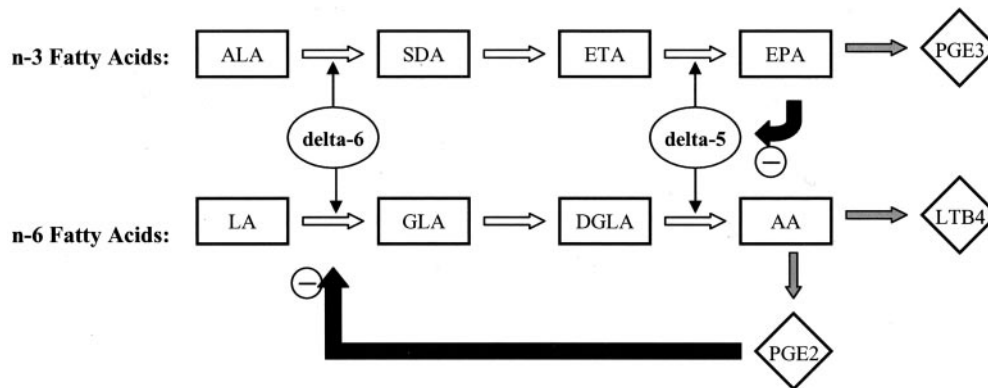 n-3 Fatty Acids: ALA SDA ETA EPA PGE3
delta-6 delta-5
−
n-6 Fatty Acids: LA GLA DGLA AA LTB4
−
PGE2